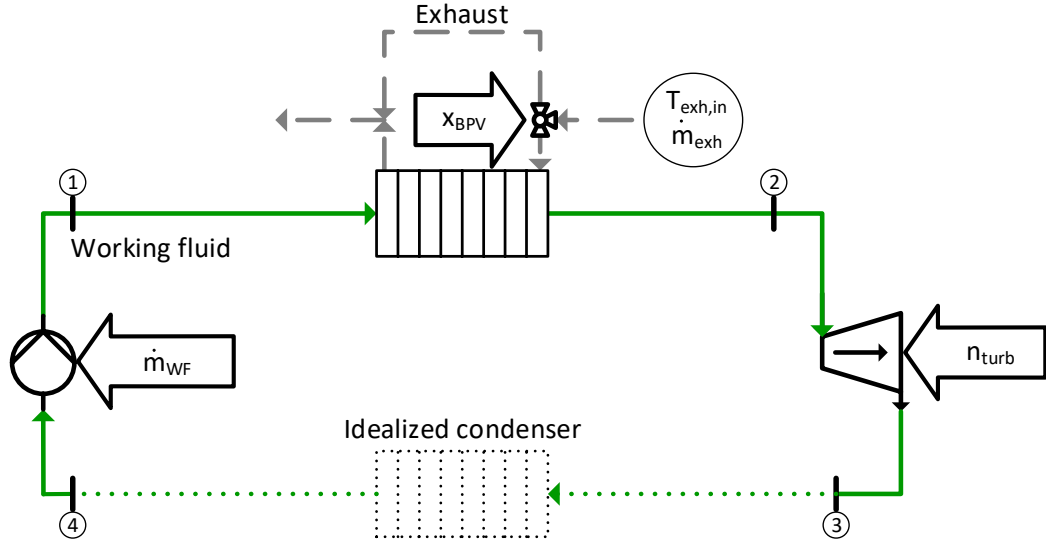 Exhaust
x_BPV
T_exh,in
ṁ_exh
①
②
Working fluid
ṁ_WF
n_turb
Idealized condenser
④
③